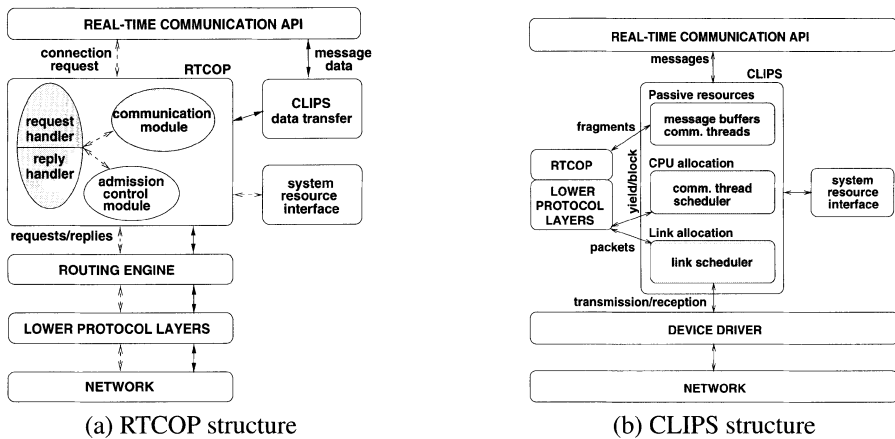 REAL-TIME COMMUNICATION API
connection
request
message
data
RTCOP
request
handler
reply
handler
communication
module
admission
control
module
CLIPS
data transfer
system
resource
interface
requests/replies
ROUTING ENGINE
LOWER PROTOCOL LAYERS
NETWORK
(a) RTCOP structure
REAL-TIME COMMUNICATION API
messages
CLIPS
Passive resources
message buffers
comm. threads
fragments
RTCOP
LOWER
PROTOCOL
LAYERS
yield/block
CPU allocation
comm. thread
scheduler
system
resource
interface
Link allocation
packets
link scheduler
transmission/reception
DEVICE DRIVER
NETWORK
(b) CLIPS structure